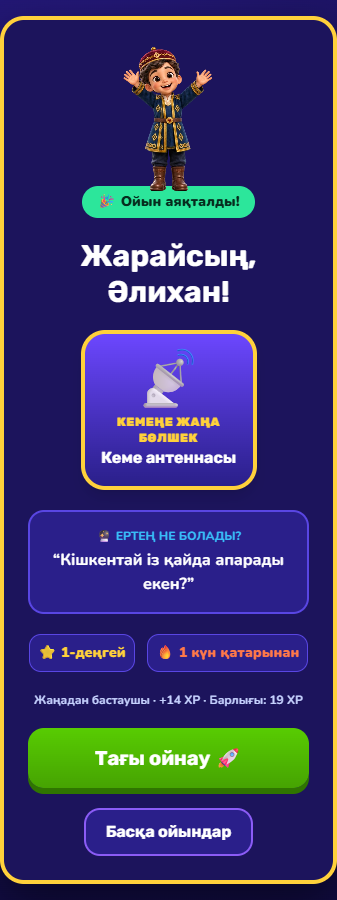 🎉 Ойын аяқталды!
Жарайсың,
Әлихан!
КЕМЕҢЕ ЖАҢА
БӨЛШЕК
Кеме антеннасы
🔮 ЕРТЕҢ НЕ БОЛАДЫ?
“Кішкентай із қайда апарады
екен?”
⭐ 1-деңгей
🔥 1 күн қатарынан
Жаңадан бастаушы · +14 XP · Барлығы: 19 XP
Тағы ойнау 🚀
Басқа ойындар